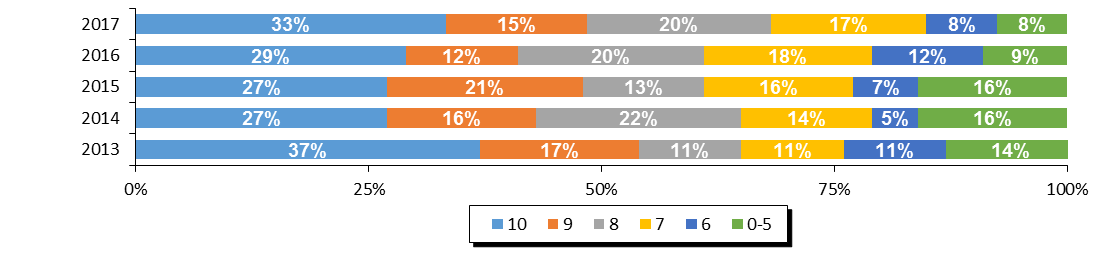 2017 33% 15% 20% 17% 8% 8%
2016 29% 12% 20% 18% 12% 9%
2015 27% 21% 13% 16% 7% 16%
2014 27% 16% 22% 14% 5% 16%
2013 37% 17% 11% 11% 11% 14%
0% 25% 50% 75% 100%
10 9 8 7 6 0-5